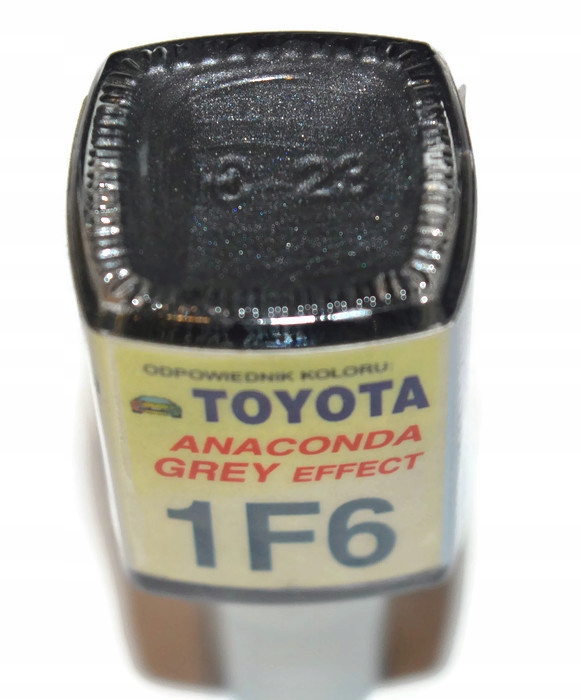 ODPOWIEDNIK KOLORU:
TOYOTA
ANACONDA
GREY EFFECT
1F6